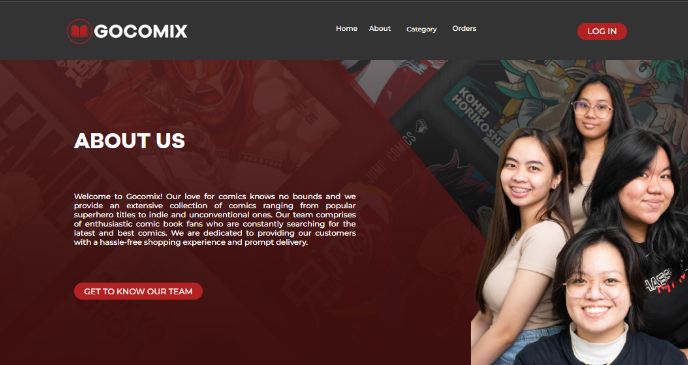 GOCOMIX
Home About Category Orders
LOG IN
KOHEI
HORIKOSHI
JUMP COMICS
ABOUT US
Welcome to Gocomix! Our love for comics knows no bounds and we
provide an extensive collection of comics ranging from popular
superhero titles to indie and unconventional ones. Our team comprises
of enthusiastic comic book fans who are constantly searching for the
latest and best comics. We are dedicated to providing our customers
with a hassle-free shopping experience and prompt delivery.
GET TO KNOW OUR TEAM